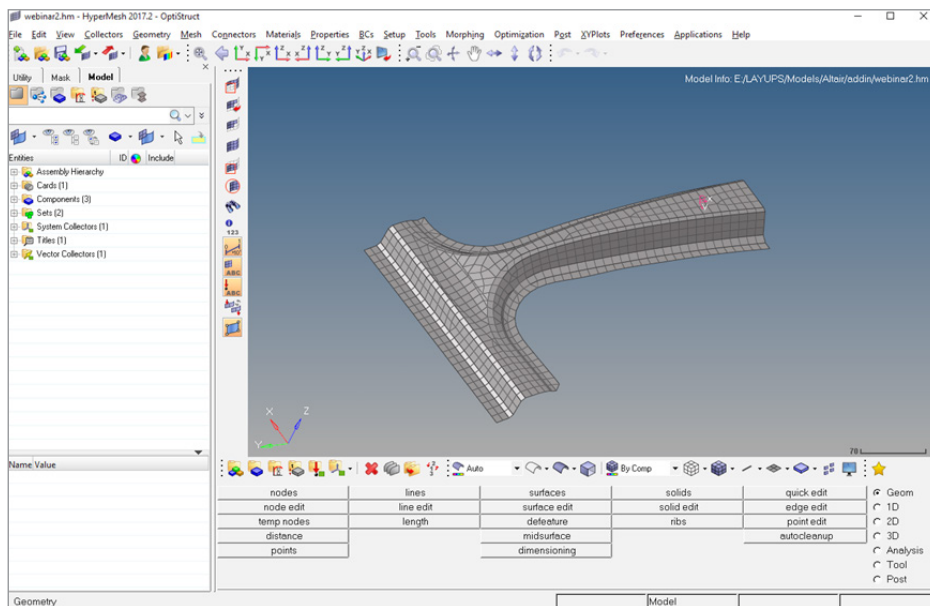 webinar2.hm - HyperMesh 2017.2 - OptiStruct
File Edit View Collectors Geometry Mesh Connectors Materials Properties BCs Setup Tools Morphing Optimization Post XYPlots Preferences Applications Help
Utility Mask Model
Model Info: E:/LAYUPS/Models/Altair/addin/webinar2.hm
Entities ID Include
Assembly Hierarchy
Cards (1)
Components (3)
Sets (2)
System Collectors (1)
Titles (1)
Vector Collectors (1)
123
ABC
ABC
X Z
Y
70
Name Value
Auto By Comp
nodes lines surfaces solids quick edit Geom
node edit line edit surface edit solid edit edge edit 1D
temp nodes length defeature ribs point edit 2D
distance midsurface autocleanup 3D
points dimensioning Analysis
Tool
Post
Geometry Model